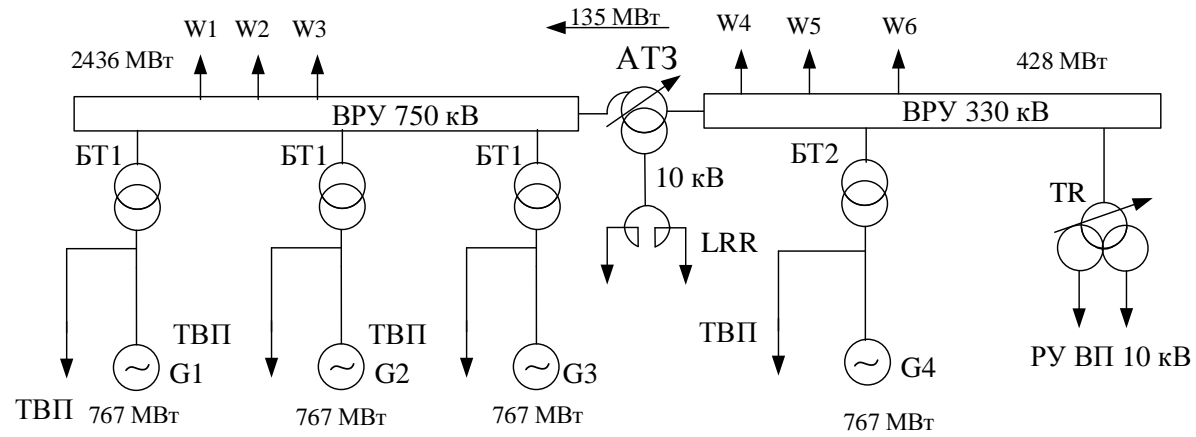 135 МВт
W1 W2 W3
W4 W5 W6
2436 МВт
АТЗ
428 МВт
ВРУ 750 кВ
ВРУ 330 кВ
БТ1
БТ1
БТ1
БТ2
10 кВ
TR
LRR
ТВП
ТВП
ТВП
РУ ВП 10 кВ
G1
G2
G3
G4
ТВП
767 МВт
767 МВт
767 МВт
767 МВт